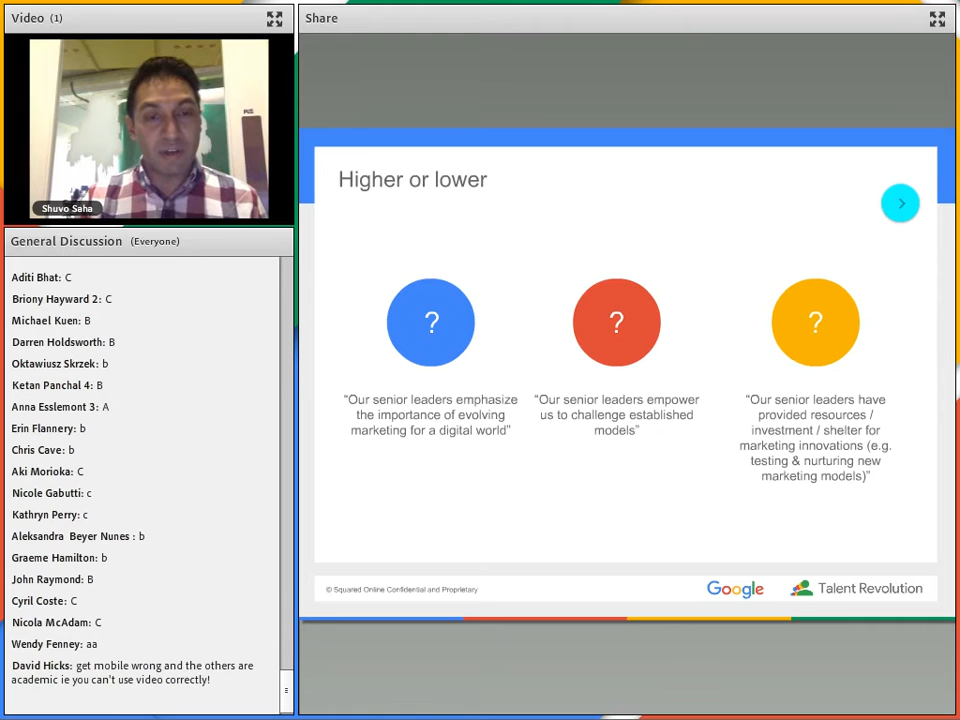 Video (1)
Shuvo Saha
General Discussion (Everyone)
Aditi Bhat: C
Briony Hayward 2: C
Michael Kuen: B
Darren Holdsworth: B
Oktawiusz Skrzek: b
Ketan Panchal 4: B
Anna Esslemont 3: A
Erin Flannery: b
Chris Cave: b
Aki Morioka: C
Nicole Gabutti: c
Kathryn Perry: c
Aleksandra Beyer Nunes : b
Graeme Hamilton: b
John Raymond: B
Cyril Coste: C
Nicola McAdam: C
Wendy Fenney: aa
David Hicks: get mobile wrong and the others are
academic ie you can't use video correctly!
Share
Higher or lower
?
?
?
“Our senior leaders emphasize
the importance of evolving
marketing for a digital world”
“Our senior leaders empower
us to challenge established
models”
“Our senior leaders have
provided resources /
investment / shelter for
marketing innovations (e.g.
testing & nurturing new
marketing models)”
© Squared Online Confidential and Proprietary
Google
Talent Revolution